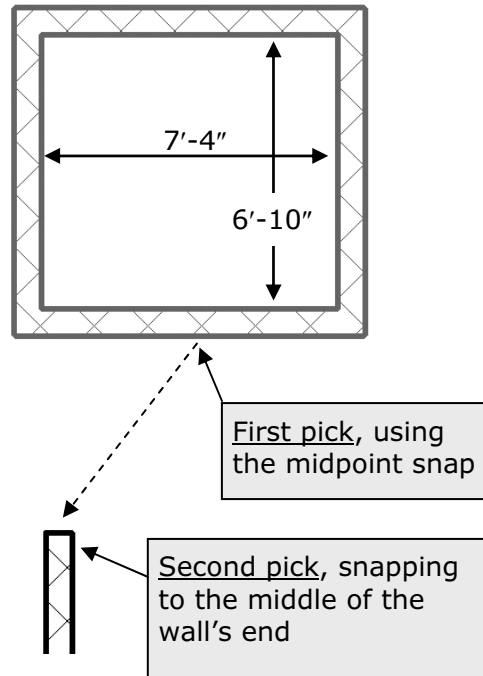 7′-4″
6′-10″
First pick, using
the midpoint snap
Second pick, snapping
to the middle of the
wall’s end